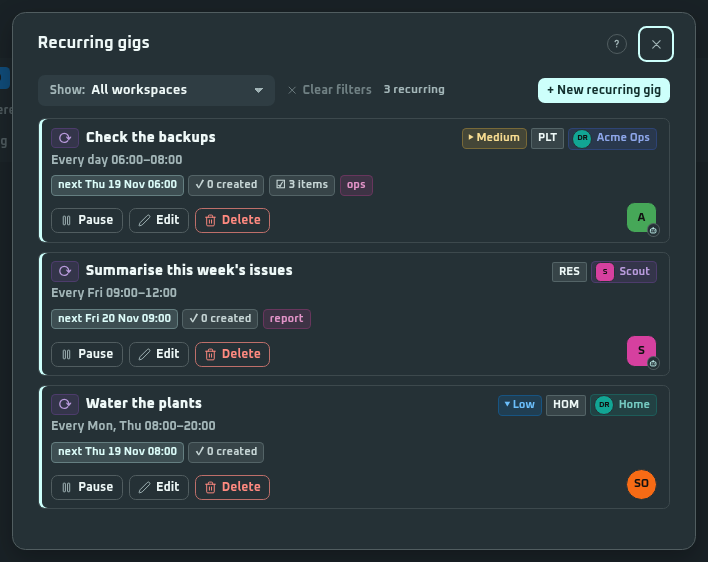 Recurring gigs
?
Show: All workspaces
Clear filters
3 recurring
+ New recurring gig
Check the backups
Medium
PLT
DR
Acme Ops
Every day 06:00–08:00
next Thu 19 Nov 06:00
✓ 0 created
☑ 3 items
ops
Pause
Edit
Delete
A
Summarise this week's issues
RES
S
Scout
Every Fri 09:00–12:00
next Fri 20 Nov 09:00
✓ 0 created
report
Pause
Edit
Delete
S
Water the plants
Low
HOM
DR
Home
Every Mon, Thu 08:00–20:00
next Thu 19 Nov 08:00
✓ 0 created
Pause
Edit
Delete
SO